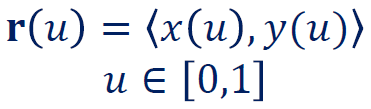 r(u) = ⟨x(u), y(u)⟩
u ∈ [0,1]